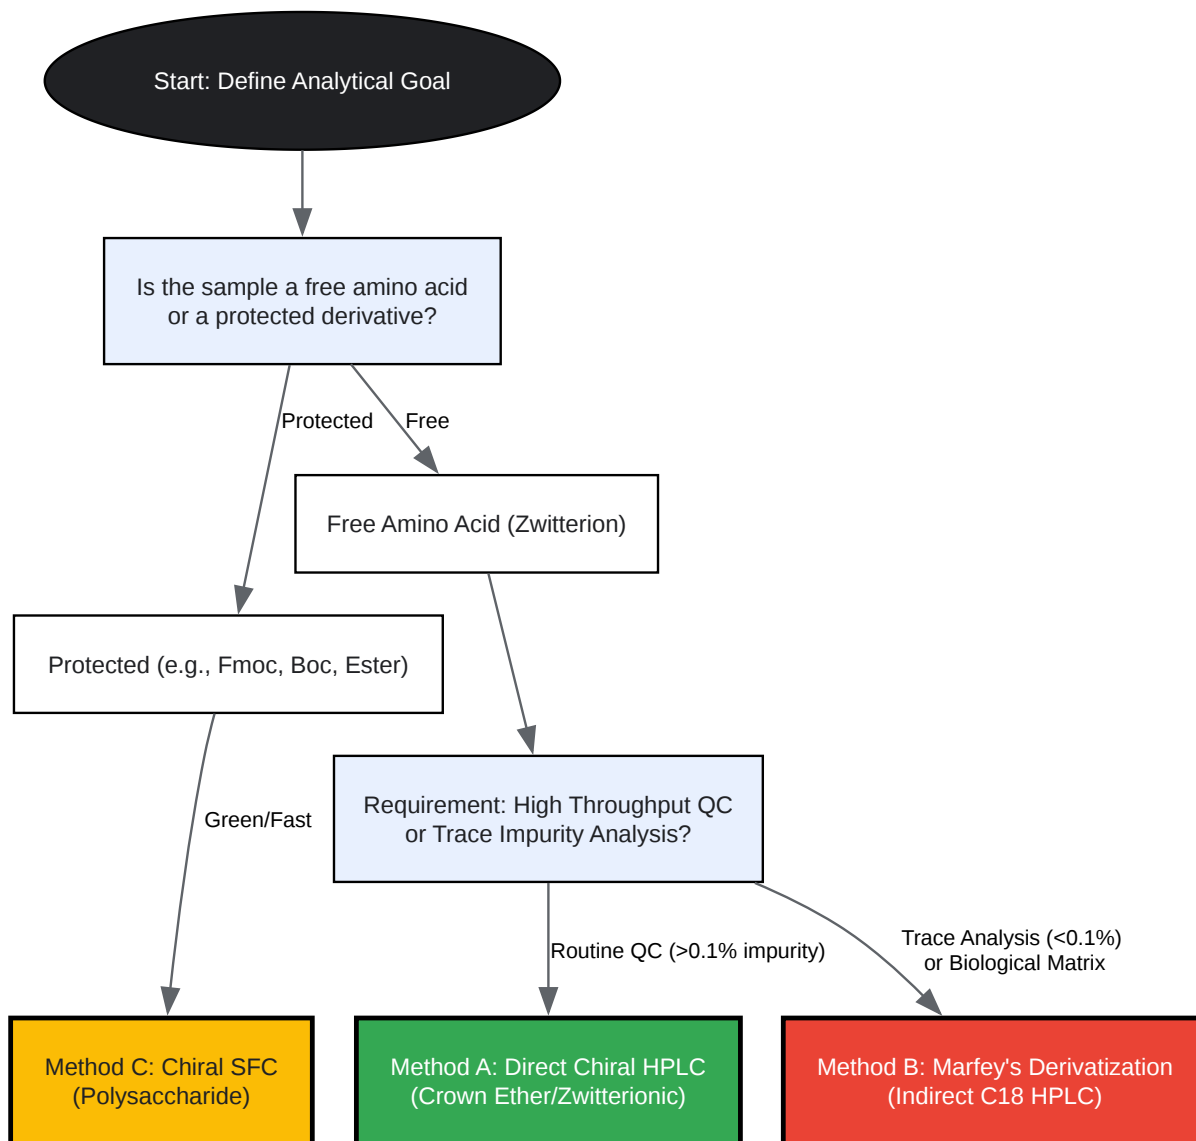 Start: Define Analytical Goal
Is the sample a free amino acid
or a protected derivative?
Protected
Free
Free Amino Acid (Zwitterion)
Protected (e.g., Fmoc, Boc, Ester)
Green/Fast
Requirement: High Throughput QC
or Trace Impurity Analysis?
Routine QC (>0.1% impurity)
Trace Analysis (<0.1%)
or Biological Matrix
Method C: Chiral SFC
(Polysaccharide)
Method A: Direct Chiral HPLC
(Crown Ether/Zwitterionic)
Method B: Marfey's Derivatization
(Indirect C18 HPLC)